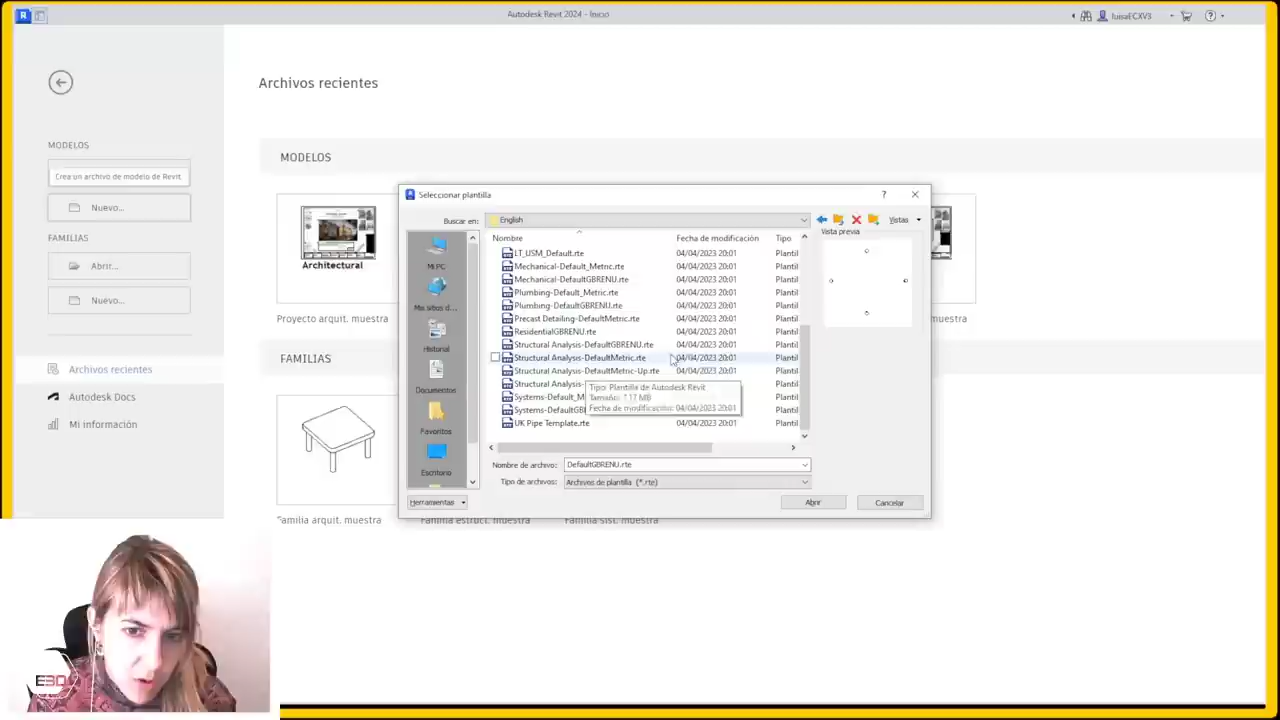 Autodesk Revit 2024 - Inicio
luisaECXV3
Archivos recientes
MODELOS
Crea un archivo de modelo de Revit
Nuevo...
FAMILIAS
Abrir...
Nuevo...
Archivos recientes
Autodesk Docs
Mi información
MODELOS
Architectural
Proyecto arquit. muestra
muestra
FAMILIAS
Familia arquit. muestra
Familia estruct. muestra
Familia sist. muestra
Seleccionar plantilla
Buscar en:
English
Vistas
Vista previa
Mi PC
Mis sitios d...
Historial
Documentos
Favoritos
Escritorio
Nombre Fecha de modificación Tipo
LT_USM_Default.rte 04/04/2023 20:01 Plantil
Mechanical-Default_Metric.rte 04/04/2023 20:01 Plantil
Mechanical-DefaultGBRENU.rte 04/04/2023 20:01 Plantil
Plumbing-Default_Metric.rte 04/04/2023 20:01 Plantil
Plumbing-DefaultGBRENU.rte 04/04/2023 20:01 Plantil
Precast Detailing-DefaultMetric.rte 04/04/2023 20:01 Plantil
ResidentialGBRENU.rte 04/04/2023 20:01 Plantil
Structural Analysis-DefaultGBRENU.rte 04/04/2023 20:01 Plantil
Structural Analysis-DefaultMetric.rte 04/04/2023 20:01 Plantil
Structural Analysis-DefaultMetric-Up.rte 04/04/2023 20:01 Plantil
Structural Analysis Plantil
Systems-Default_M Plantil
Systems-DefaultGB Plantil
UK Pipe Template.rte 04/04/2023 20:01 Plantil
Tipo: Plantilla de Autodesk Revit
Tamaño: 7.17 MB
Fecha de modificación: 04/04/2023 20:01
Nombre de archivo: DefaultGBRENU.rte
Tipo de archivos: Archivos de plantilla (*.rte)
Herramientas
Abrir
Cancelar